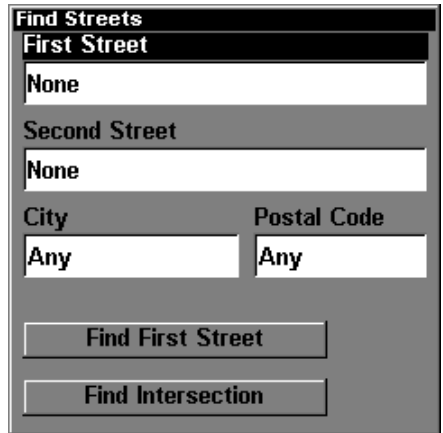 Find Streets
First Street
None
Second Street
None
City Postal Code
Any Any
Find First Street
Find Intersection